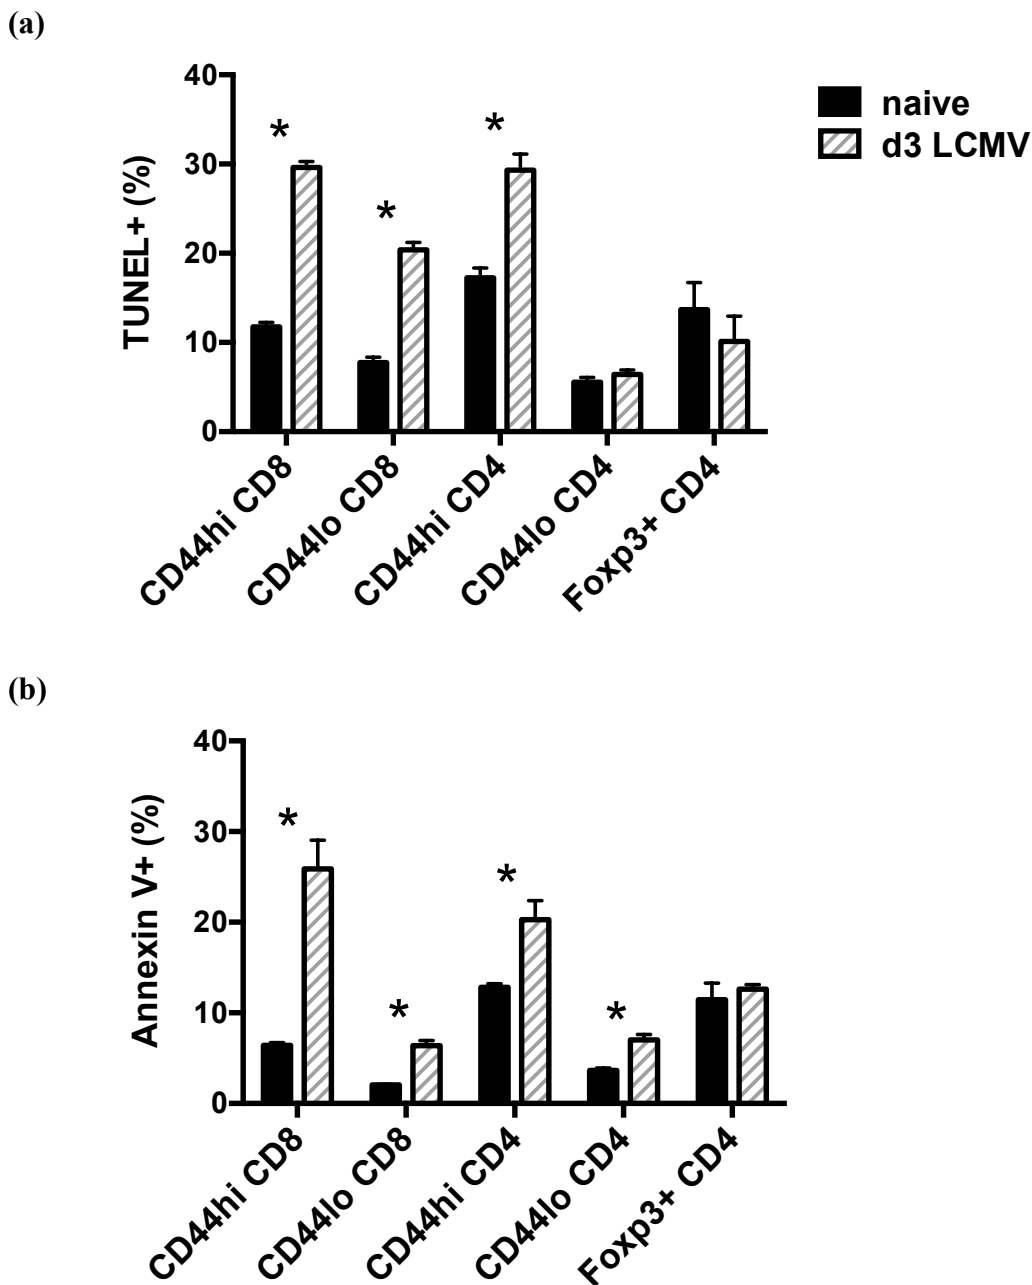 (a)
40
30
20
10
0
TUNEL+ (%)
*
*
*
naive
d3 LCMV
CD44hi CD8
CD44lo CD8
CD44hi CD4
CD44lo CD4
Foxp3+ CD4
(b)
40
30
20
10
0
Annexin V+ (%)
*
*
*
*
CD44hi CD8
CD44lo CD8
CD44hi CD4
CD44lo CD4
Foxp3+ CD4